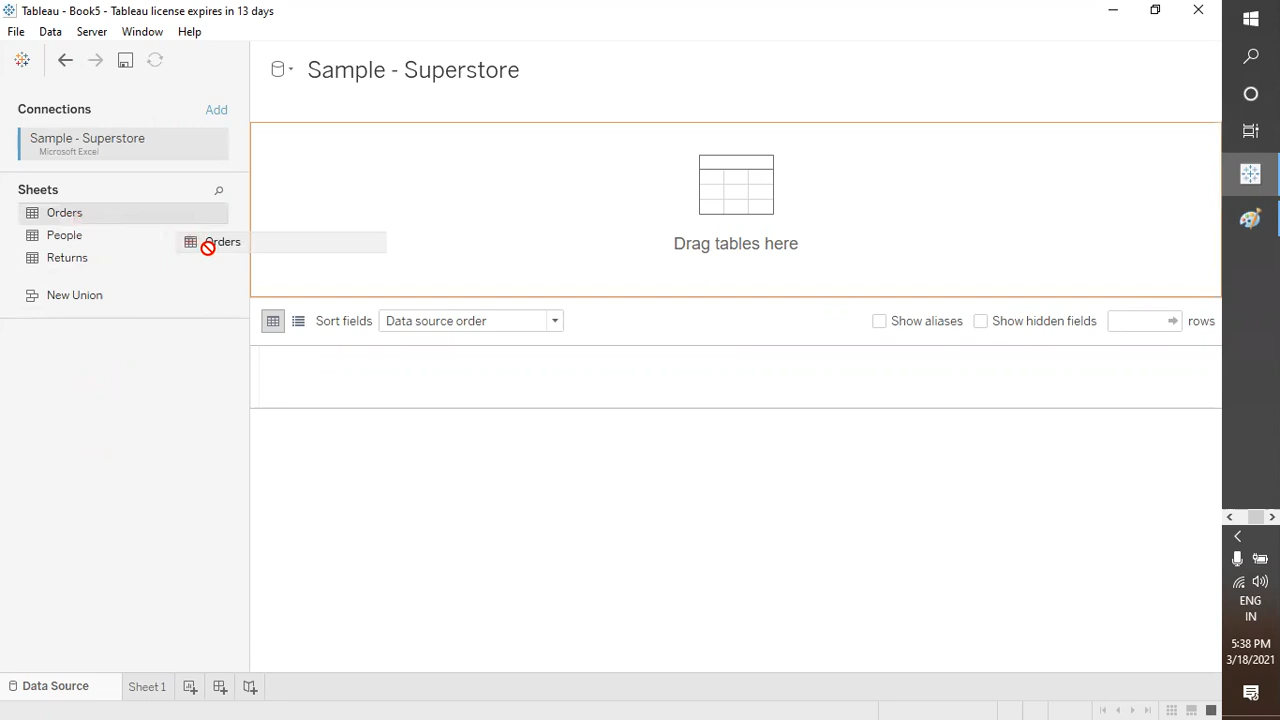 Tableau - Book5 - Tableau license expires in 13 days
File Data Server Window Help
Sample - Superstore
Connections Add
Sample - Superstore
Microsoft Excel
Sheets
Orders
People
Orders
Returns
Drag tables here
New Union
Sort fields Data source order Show aliases Show hidden fields rows
Data Source Sheet 1
ENG
IN
5:38 PM
3/18/2021